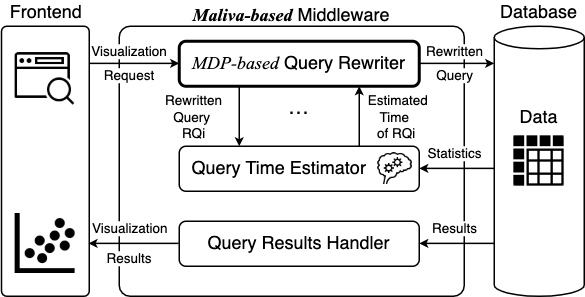 Frontend
Maliva-based Middleware
Database
Visualization
Request
MDP-based Query Rewriter
Rewritten
Query
Rewritten
Query
RQi
...
Estimated
Time
of RQi
Data
Query Time Estimator
Statistics
Visualization
Results
Query Results Handler
Results